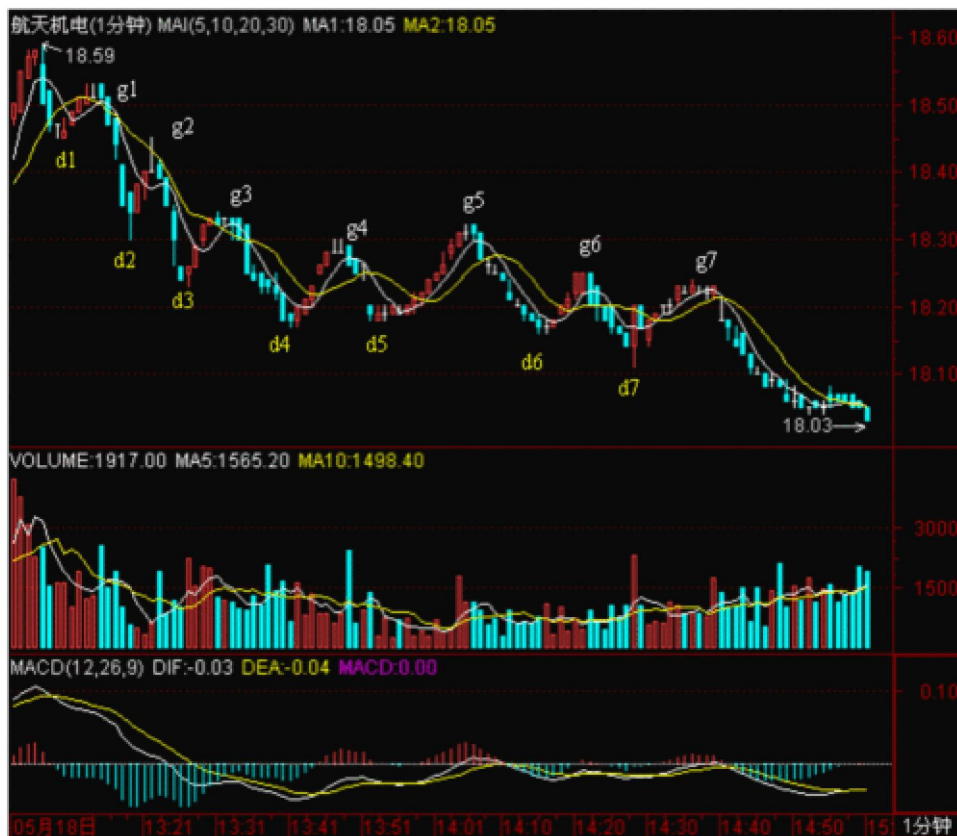 航天机电(1分钟) MAI(5,10,20,30) MA1:18.05 MA2:18.05
18.60
18.59
g1
18.50
d1
g2
18.40
g3
g5
g4
18.30
d2
g6
g7
d3
18.20
d4
d5
d6
d7
18.10
18.03
VOLUME:1917.00 MA5:1565.20 MA10:1498.40
3000
1500
MACD(12,26,9) DIF:-0.03 DEA:-0.04 MACD:0.00
0.10
05月18日 13:21 13:31 13:41 13:51 14:01 14:10 14:20 14:30 14:40 14:50 1分钟